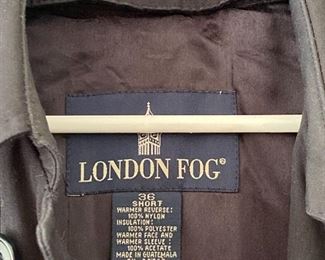 LONDON FOG®
36
SHORT
WARMER REVERSE:
100% NYLON
INSULATION:
100% POLYESTER
WARMER FACE AND
WARMER SLEEVE:
100% ACETATE
MADE IN GUATEMALA